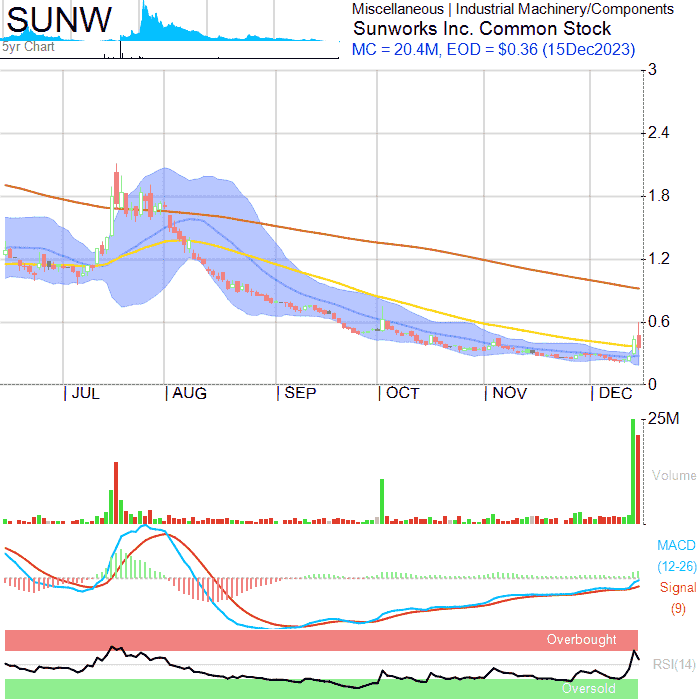 SUNW
5yr Chart
Miscellaneous | Industrial Machinery/Components
Sunworks Inc. Common Stock
MC = 20.4M, EOD = $0.36 (15Dec2023)
3
2.4
1.8
1.2
0.6
0
JUL AUG SEP OCT NOV DEC
25M
Volume
MACD
(12-26)
Signal
(9)
Overbought
RSI(14)
Oversold